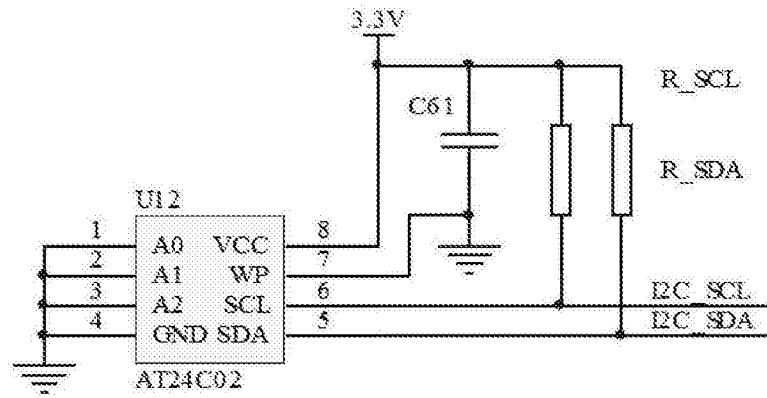 3.3V
R_SCL
C61
R_SDA
U12
1 A0 VCC 8
2 A1 WP 7
3 A2 SCL 6 I2C_SCL
4 GND SDA 5 I2C_SDA
AT24C02